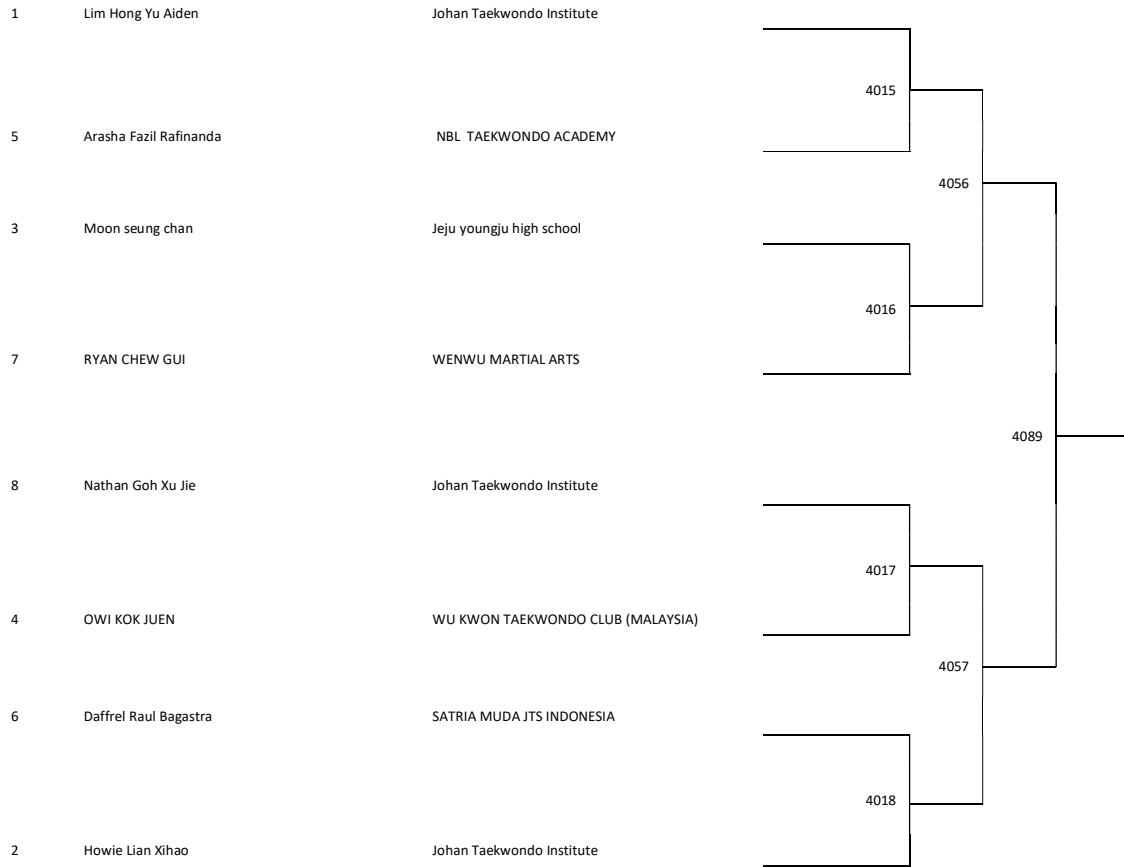 1 Lim Hong Yu Aiden Johan Taekwondo Institute
4015
5 Arasha Fazil Rafinanda NBL  TAEKWONDO ACADEMY
4056
3 Moon seung chan Jeju youngju high school
4016
7 RYAN CHEW GUI WENWU MARTIAL ARTS
4089
8 Nathan Goh Xu Jie Johan Taekwondo Institute
4017
4 OWI KOK JUEN WU KWON TAEKWONDO CLUB (MALAYSIA)
4057
6 Daffrel Raul Bagastra SATRIA MUDA JTS INDONESIA
4018
2 Howie Lian Xihao Johan Taekwondo Institute